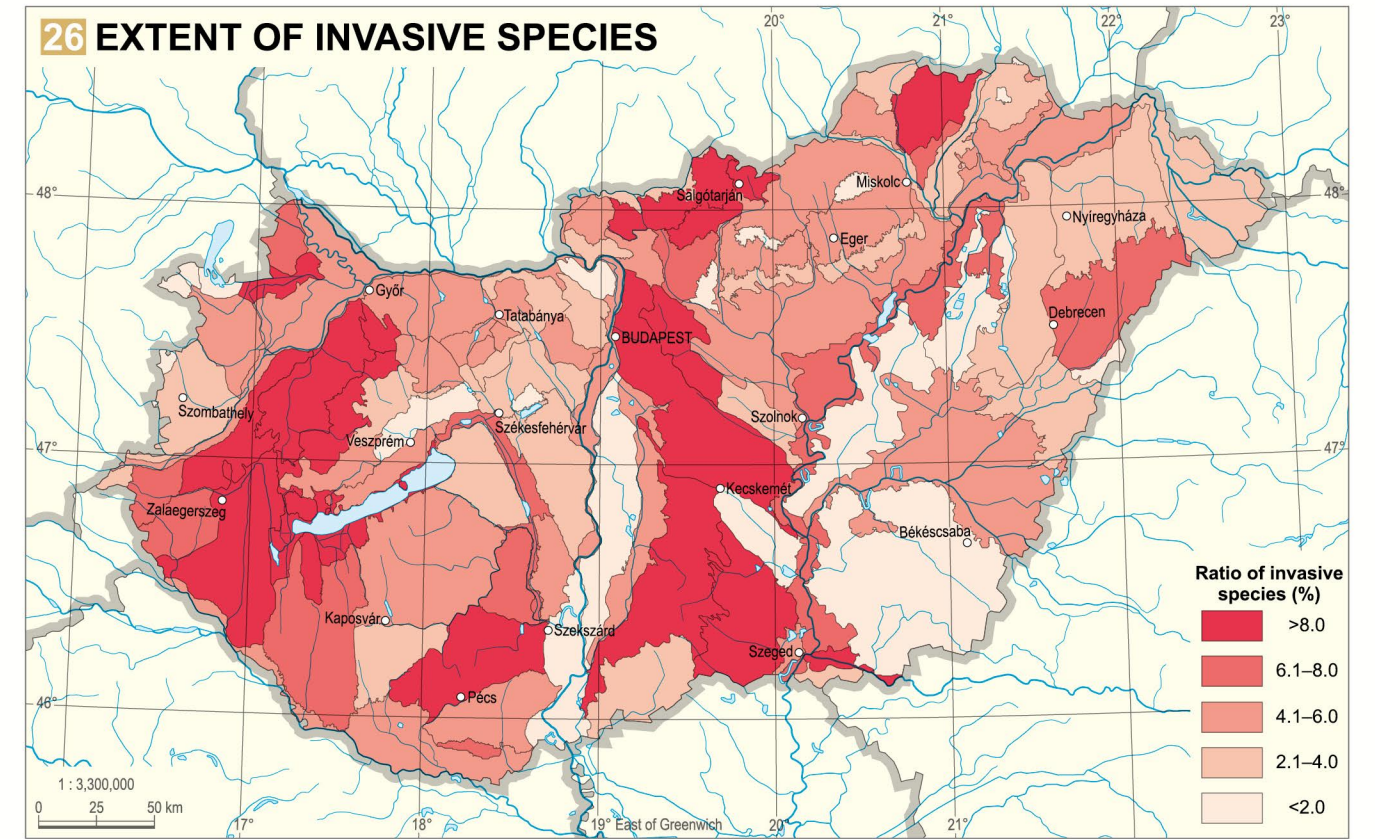 26 EXTENT OF INVASIVE SPECIES
20°
21°
22°
23°
48°
48°
Miskolc
Salgótarján
Nyíregyháza
Eger
Győr
Debrecen
Tatabánya
BUDAPEST
Szombathely
Szolnok
Székesfehérvár
Veszprém
47°
47°
Kecskemét
Zalaegerszeg
Békéscsaba
Kaposvár
Szekszárd
Szeged
Pécs
46°
Ratio of invasive
species (%)
>8.0
6.1–8.0
4.1–6.0
2.1–4.0
<2.0
1 : 3,300,000
0 25 50 km
17°
18°
19° East of Greenwich
20°
21°